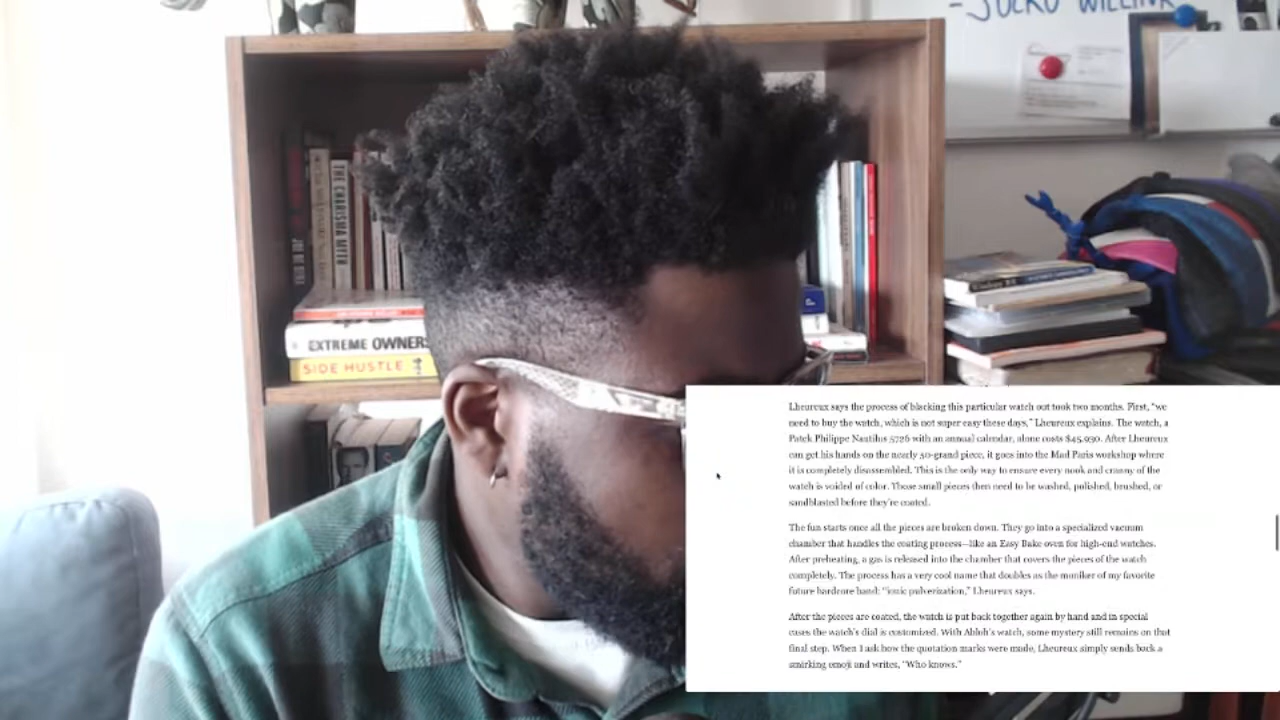 -JOCKO WILLINK
THE CHARISMA MYTH
EXTREME OWNERS
SIDE HUSTLE
Lheureux says the process of blacking this particular watch out took two months. First, “we
need to buy the watch, which is not super easy these days,” Lheureux explains. The watch, a
Patek Philippe Nautilus 5726 with an annual calendar, alone costs $45,930. After Lheureux
can get his hands on the nearly 50-grand piece, it goes into the Mad Paris workshop where
it is completely disassembled. This is the only way to ensure every nook and cranny of the
watch is voided of color. Those small pieces then need to be washed, polished, brushed, or
sandblasted before they’re coated.
The fun starts once all the pieces are broken down. They go into a specialized vacuum
chamber that handles the coating process—like an Easy Bake oven for high-end watches.
After preheating, a gas is released into the chamber that covers the pieces of the watch
completely. The process has a very cool name that doubles as the moniker of my favorite
future hardcore band: “ionic pulverization,” Lheureux says.
After the pieces are coated, the watch is put back together again by hand and in special
cases the watch’s dial is customized. With Abloh’s watch, some mystery still remains on that
final step. When I ask how the quotation marks were made, Lheureux simply sends back a
smirking emoji and writes, “Who knows.”